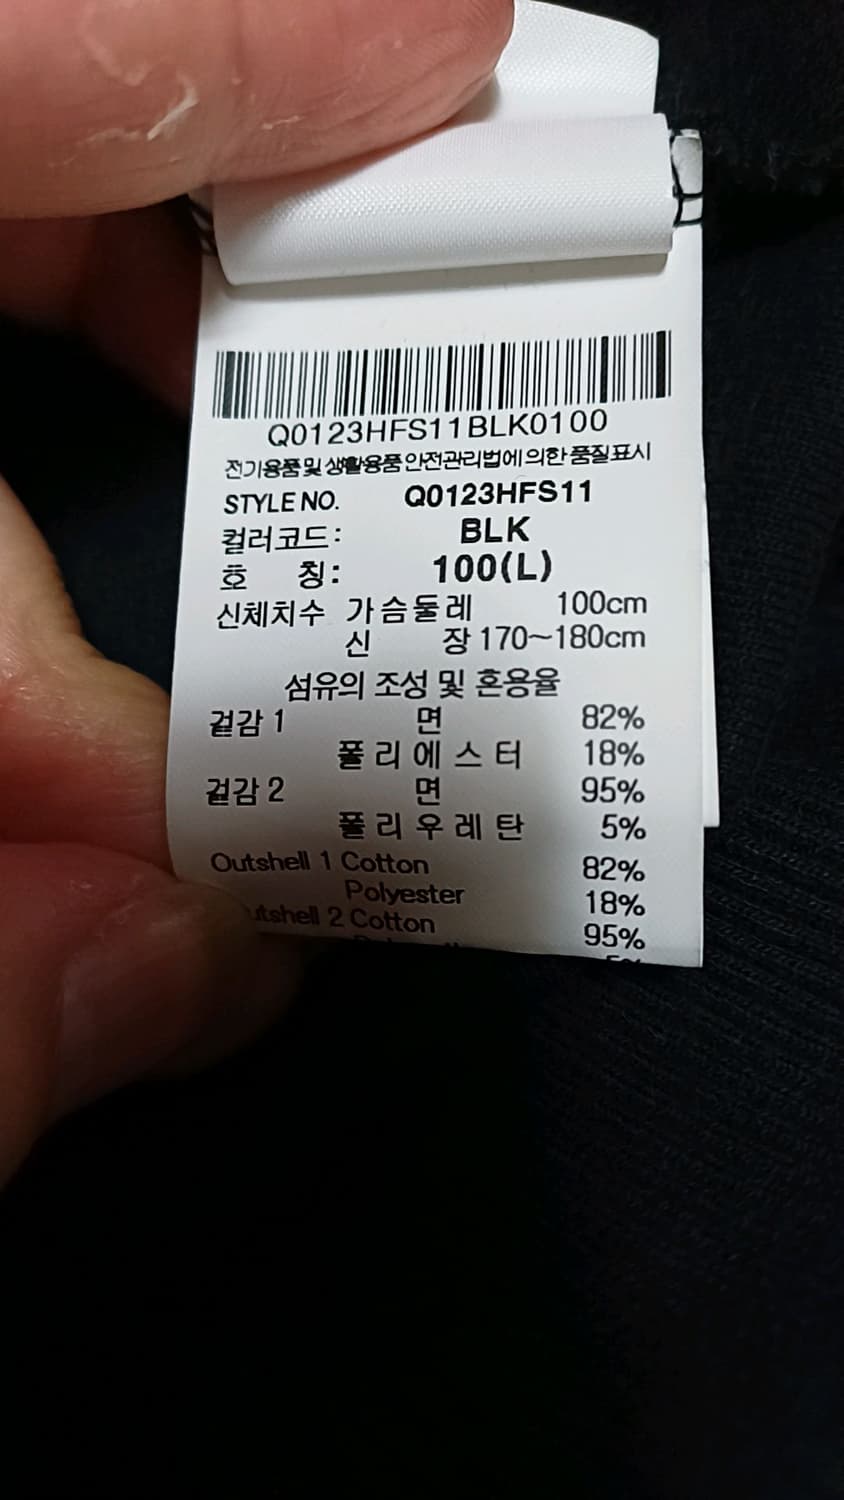 Q0123HFS11BLK0100
전기용품 및 생활용품 안전관리법에 의한 품질표시
STYLE NO. Q0123HFS11
컬러코드: BLK
호 칭: 100(L)
신체치수 가슴둘레 100cm
신 장 170~180cm
섬유의 조성 및 혼용율
겉감 1 면 82%
폴리에스터 18%
겉감 2 면 95%
폴리우레탄 5%
Outshell 1 Cotton 82%
Polyester 18%
utshell 2 Cotton 95%